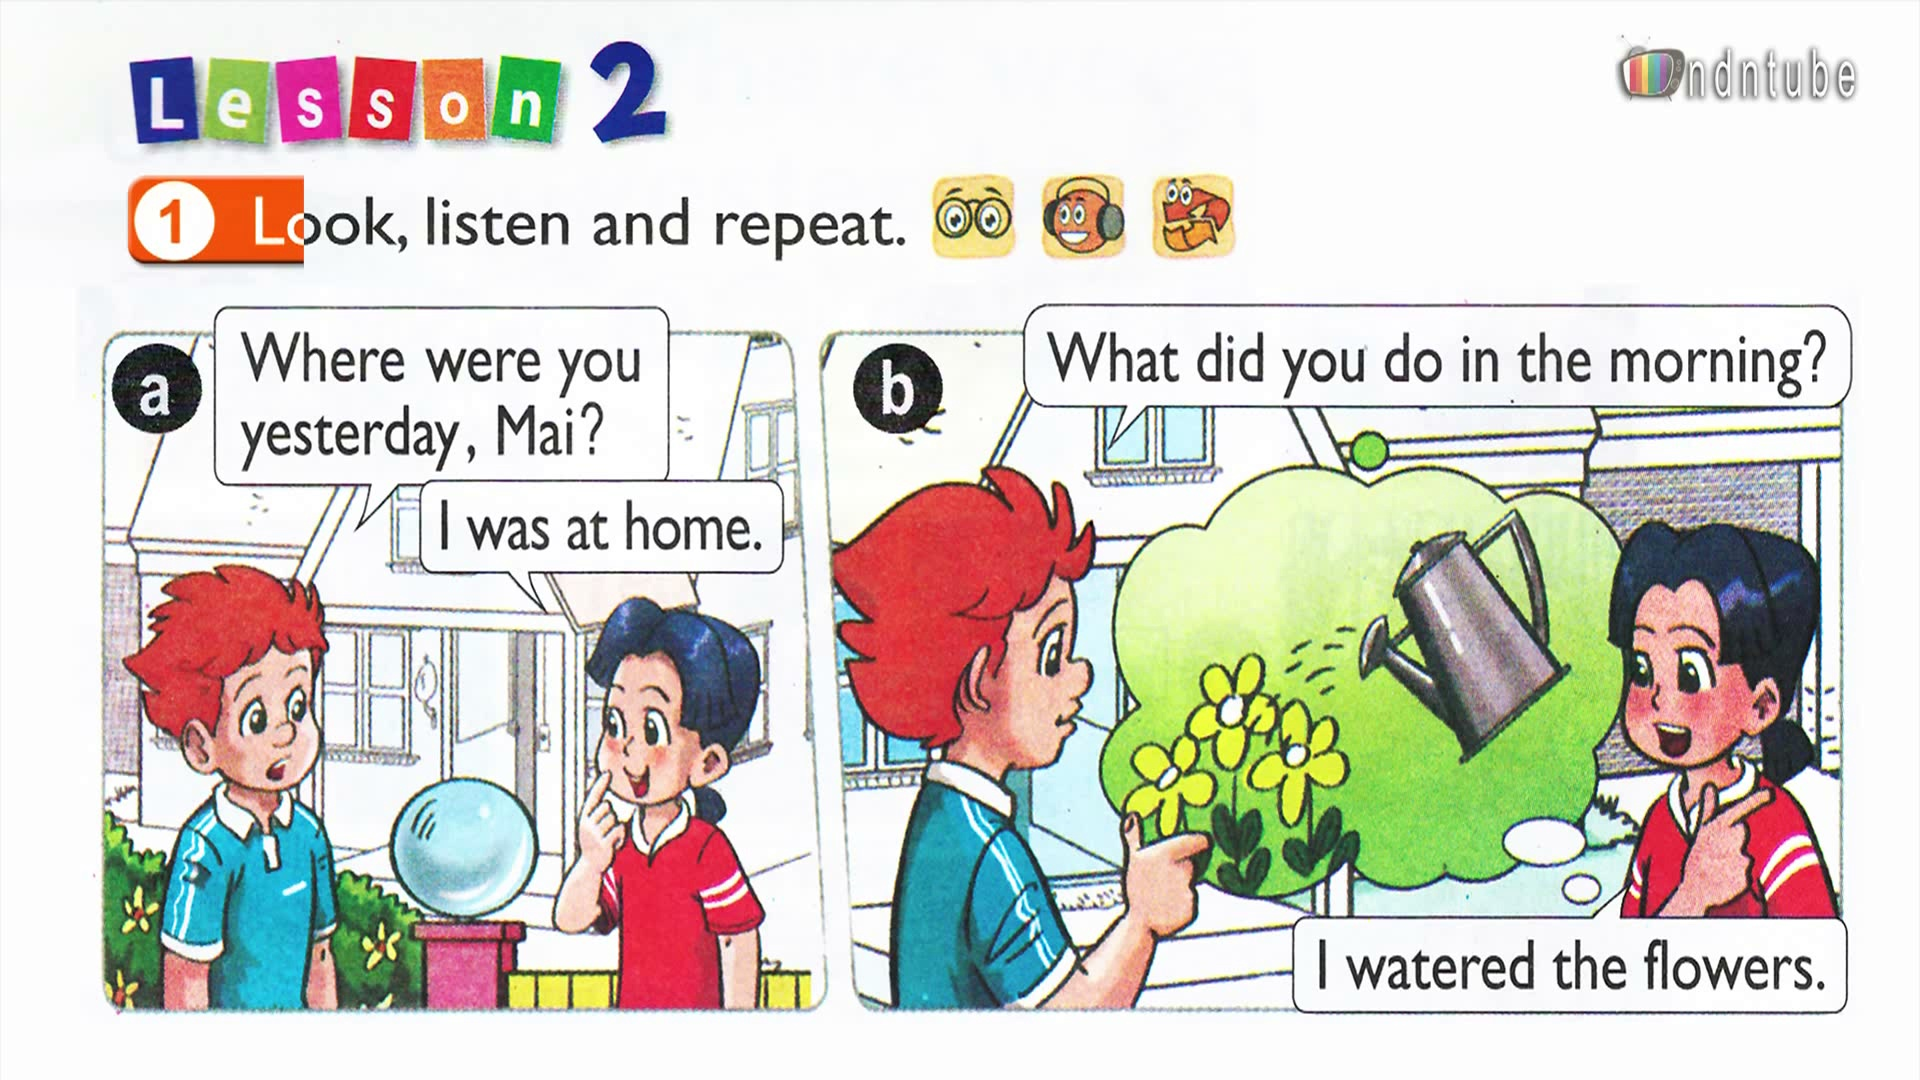 Lesson 2
ndntube
1 Look, listen and repeat.
a
Where were you
yesterday, Mai?
I was at home.
b
What did you do in the morning?
I watered the flowers.